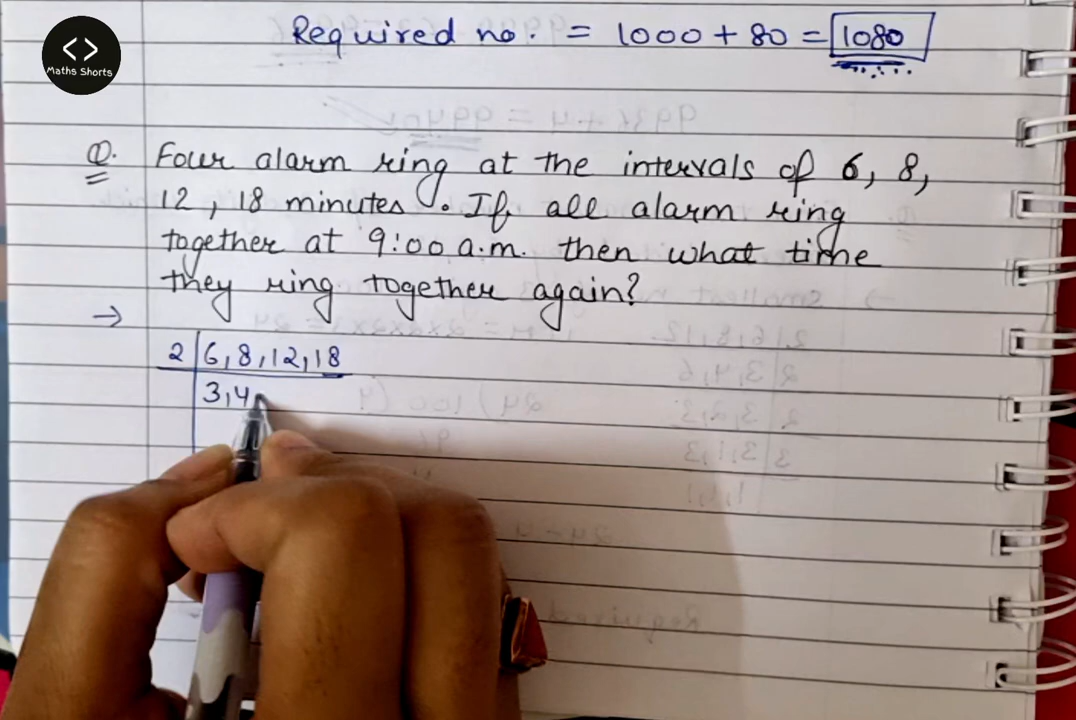 <>
Maths Shorts
Required no. = 1000 + 80 = 1080
Q. Four alarm ring at the intervals of 6, 8,
12, 18 minutes. If all alarm ring
together at 9:00 a.m. then what time
they ring together again?
→
2 | 6, 8, 12, 18
3, 4,